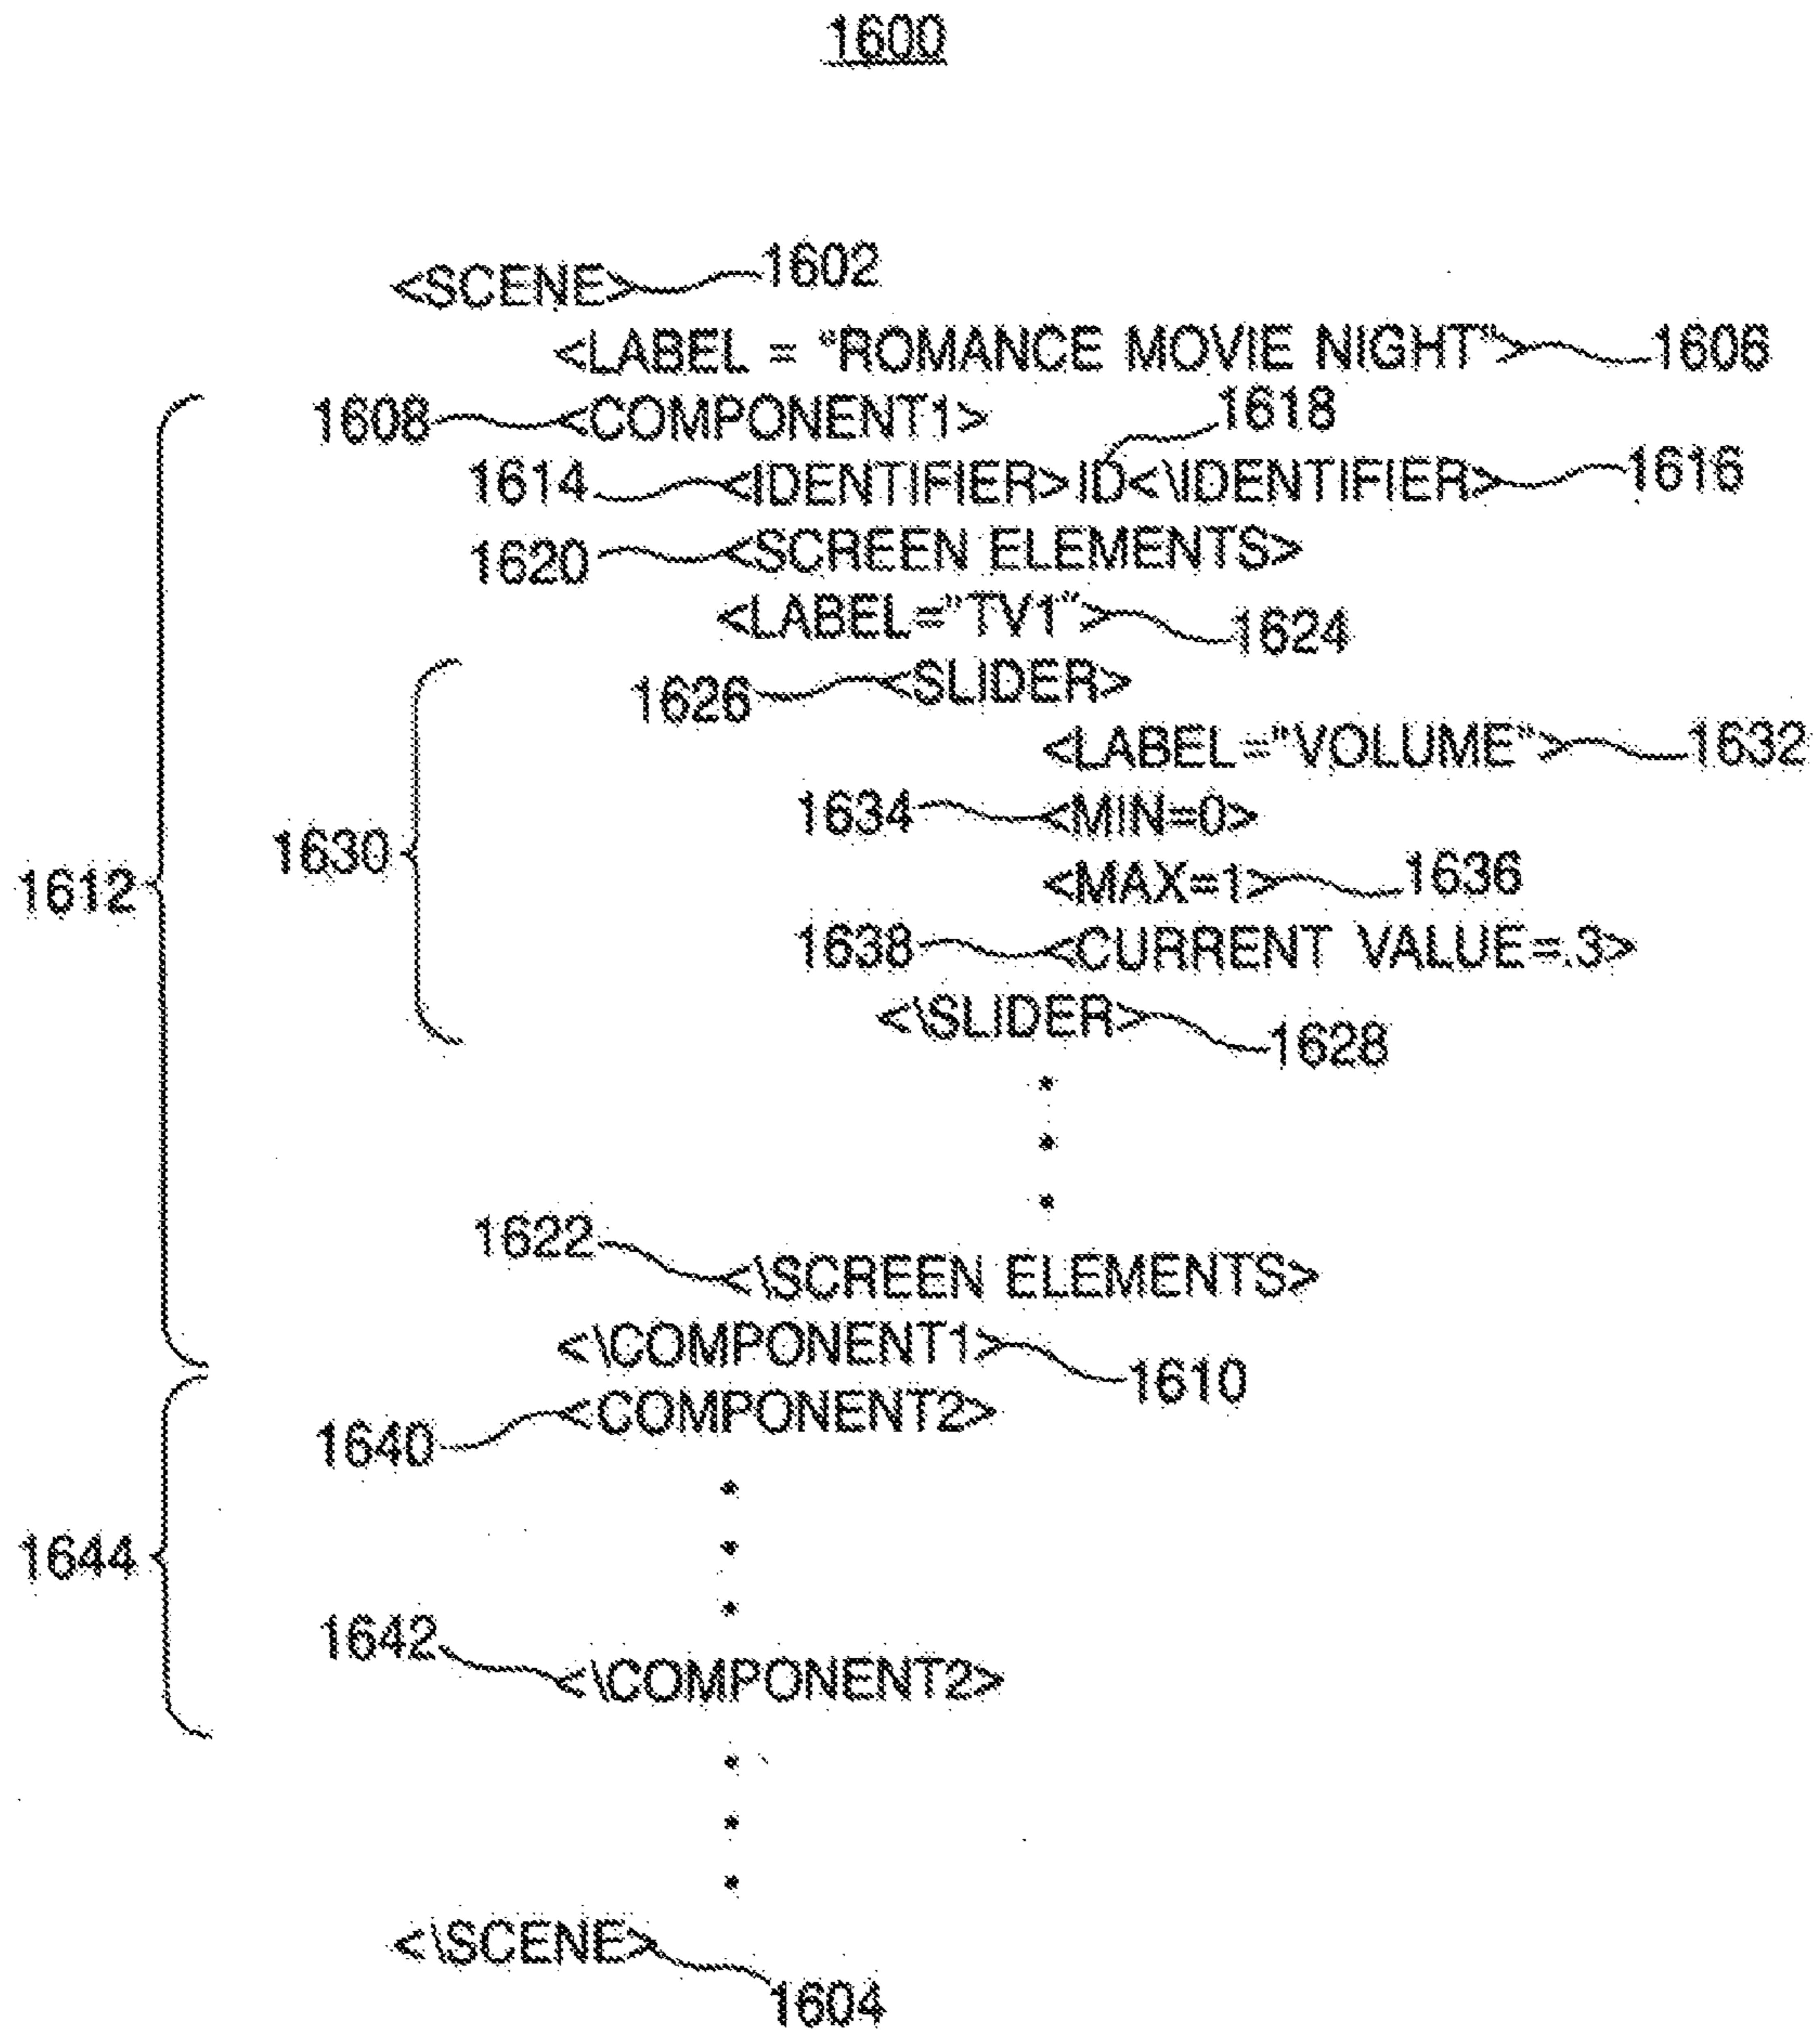 1600
<SCENE> 1602
<LABEL = "ROMANCE MOVIE NIGHT"> 1606
1608 <COMPONENT1> 1618
1614 <IDENTIFIER> ID<\IDENTIFIER> 1616
1620 <SCREEN ELEMENTS>
<LABEL="TV1"> 1624
1626 <SLIDER>
<LABEL="VOLUME"> 1632
1634 <MIN=0>
1630
1612 <MAX=1> 1636
1638 <CURRENT VALUE=.3>
<\SLIDER> 1628
1622 <\SCREEN ELEMENTS>
<\COMPONENT1> 1610
1640 <COMPONENT2>
1644
1642 <\COMPONENT2>
<\SCENE> 1604